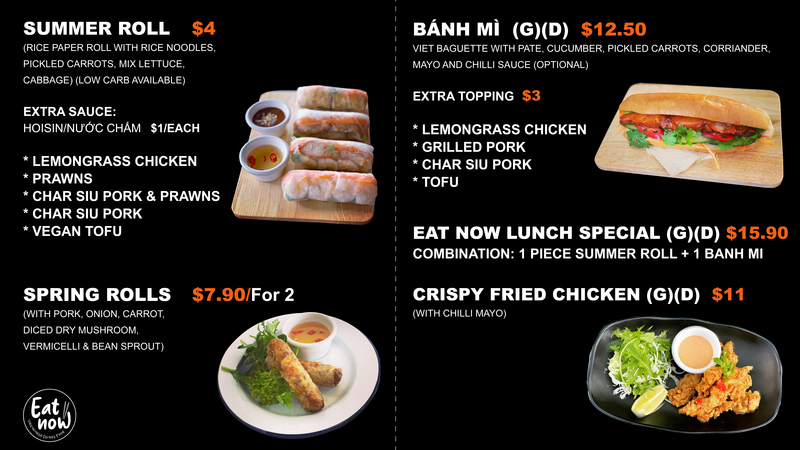 SUMMER ROLL $4
(RICE PAPER ROLL WITH RICE NOODLES,
PICKLED CARROTS, MIX LETTUCE,
CABBAGE) (LOW CARB AVAILABLE)
EXTRA SAUCE:
HOISIN/NƯỚC CHẤM $1/EACH
* LEMONGRASS CHICKEN
* PRAWNS
* CHAR SIU PORK & PRAWNS
* CHAR SIU PORK
* VEGAN TOFU
SPRING ROLLS $7.90/For 2
(WITH PORK, ONION, CARROT,
DICED DRY MUSHROOM,
VERMICELLI & BEAN SPROUT)
Eat
now
BÁNH MÌ (G)(D) $12.50
VIET BAGUETTE WITH PATE, CUCUMBER, PICKLED CARROTS, CORRIANDER,
MAYO AND CHILLI SAUCE (OPTIONAL)
EXTRA TOPPING $3
* LEMONGRASS CHICKEN
* GRILLED PORK
* CHAR SIU PORK
* TOFU
EAT NOW LUNCH SPECIAL (G)(D) $15.90
COMBINATION: 1 PIECE SUMMER ROLL + 1 BANH MI
CRISPY FRIED CHICKEN (G)(D) $11
(WITH CHILLI MAYO)